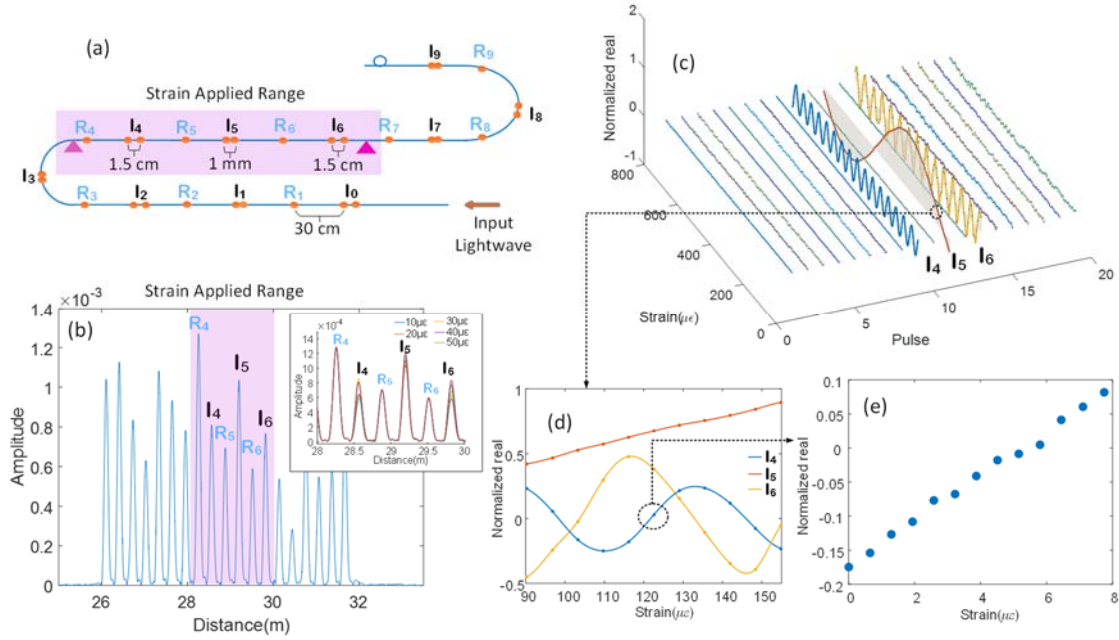 (a)
Strain Applied Range
R4 I4 R5 I5 R6 I6 R7 I7 R8
I9 R9
I8
1.5 cm 1 mm 1.5 cm
I3
R3 I2 R2 I1 R1 I0
30 cm
Input
Lightwave
Strain Applied Range
(b)
×10-3
1.4
1.2
1.0
0.8
0.6
0.4
0.2
0
Amplitude
26 28 30 32
Distance(m)
R4
I4
R5
I5
R6
I6
×10-4
16
14
12
10
8
6
4
2
0
Amplitude
10με 30με
20με 40με
50με
R4
I4
R5
I5
R6
I6
28 28.5 29 29.5 30
Distance(m)
(c)
Normalized real
2
1
0
-1
800
600
400
200
0
Strain(με)
0 5 10 15 20
Pulse
I4 I5 I6
(d)
Normalized real
1
0.5
0
-0.5
90 100 110 120 130 140 150
Strain(με)
I4
I5
I6
(e)
Normalized real
0.1
0.05
0
-0.05
-0.1
-0.15
-0.2
0 2 4 6 8
Strain(με)